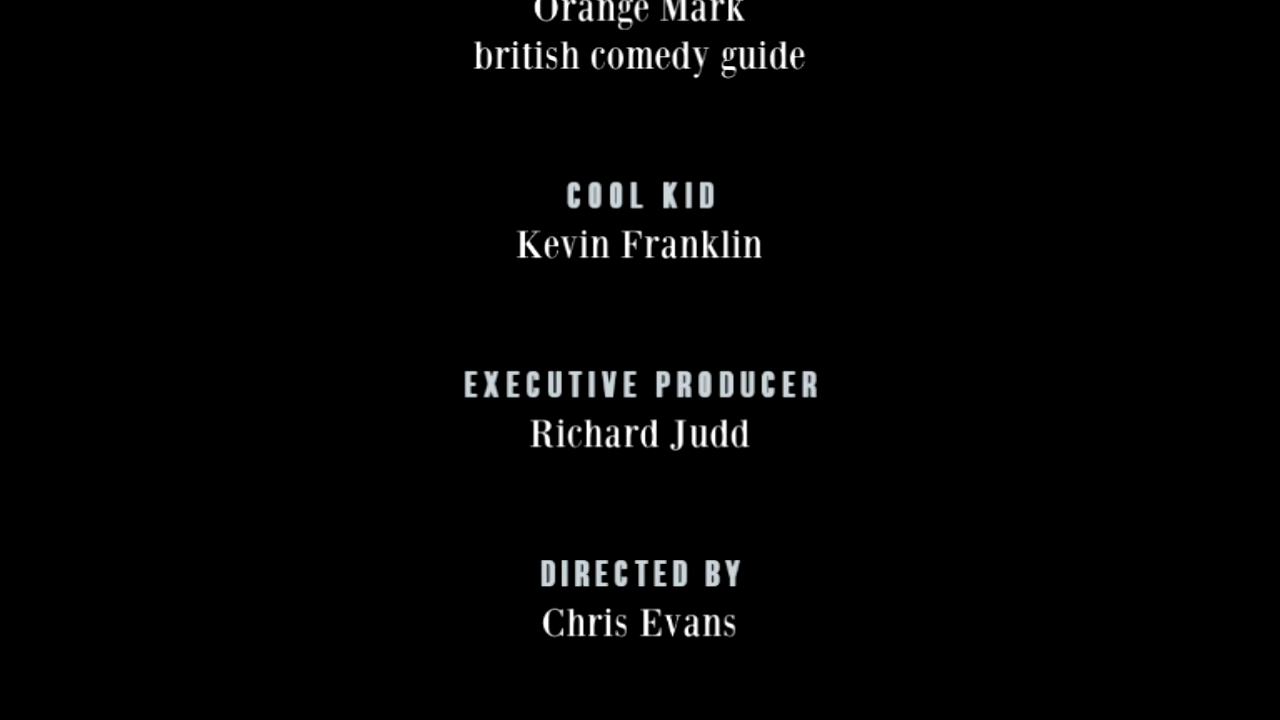 Orange Mark
british comedy guide
COOL KID
Kevin Franklin
EXECUTIVE PRODUCER
Richard Judd
DIRECTED BY
Chris Evans